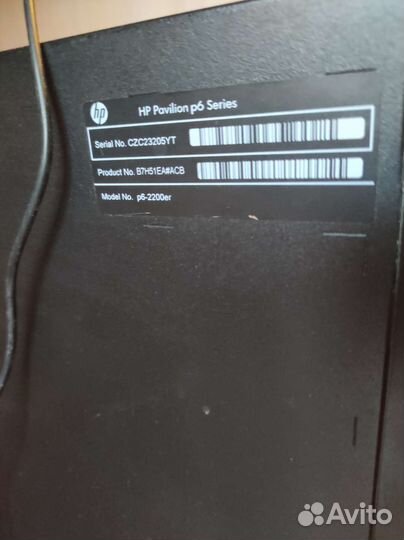 hp HP Pavilion p6 Series
Serial No. CZC23205YT
Product No. B7H51EA#ACB
Model No. p6-2200er
Avito